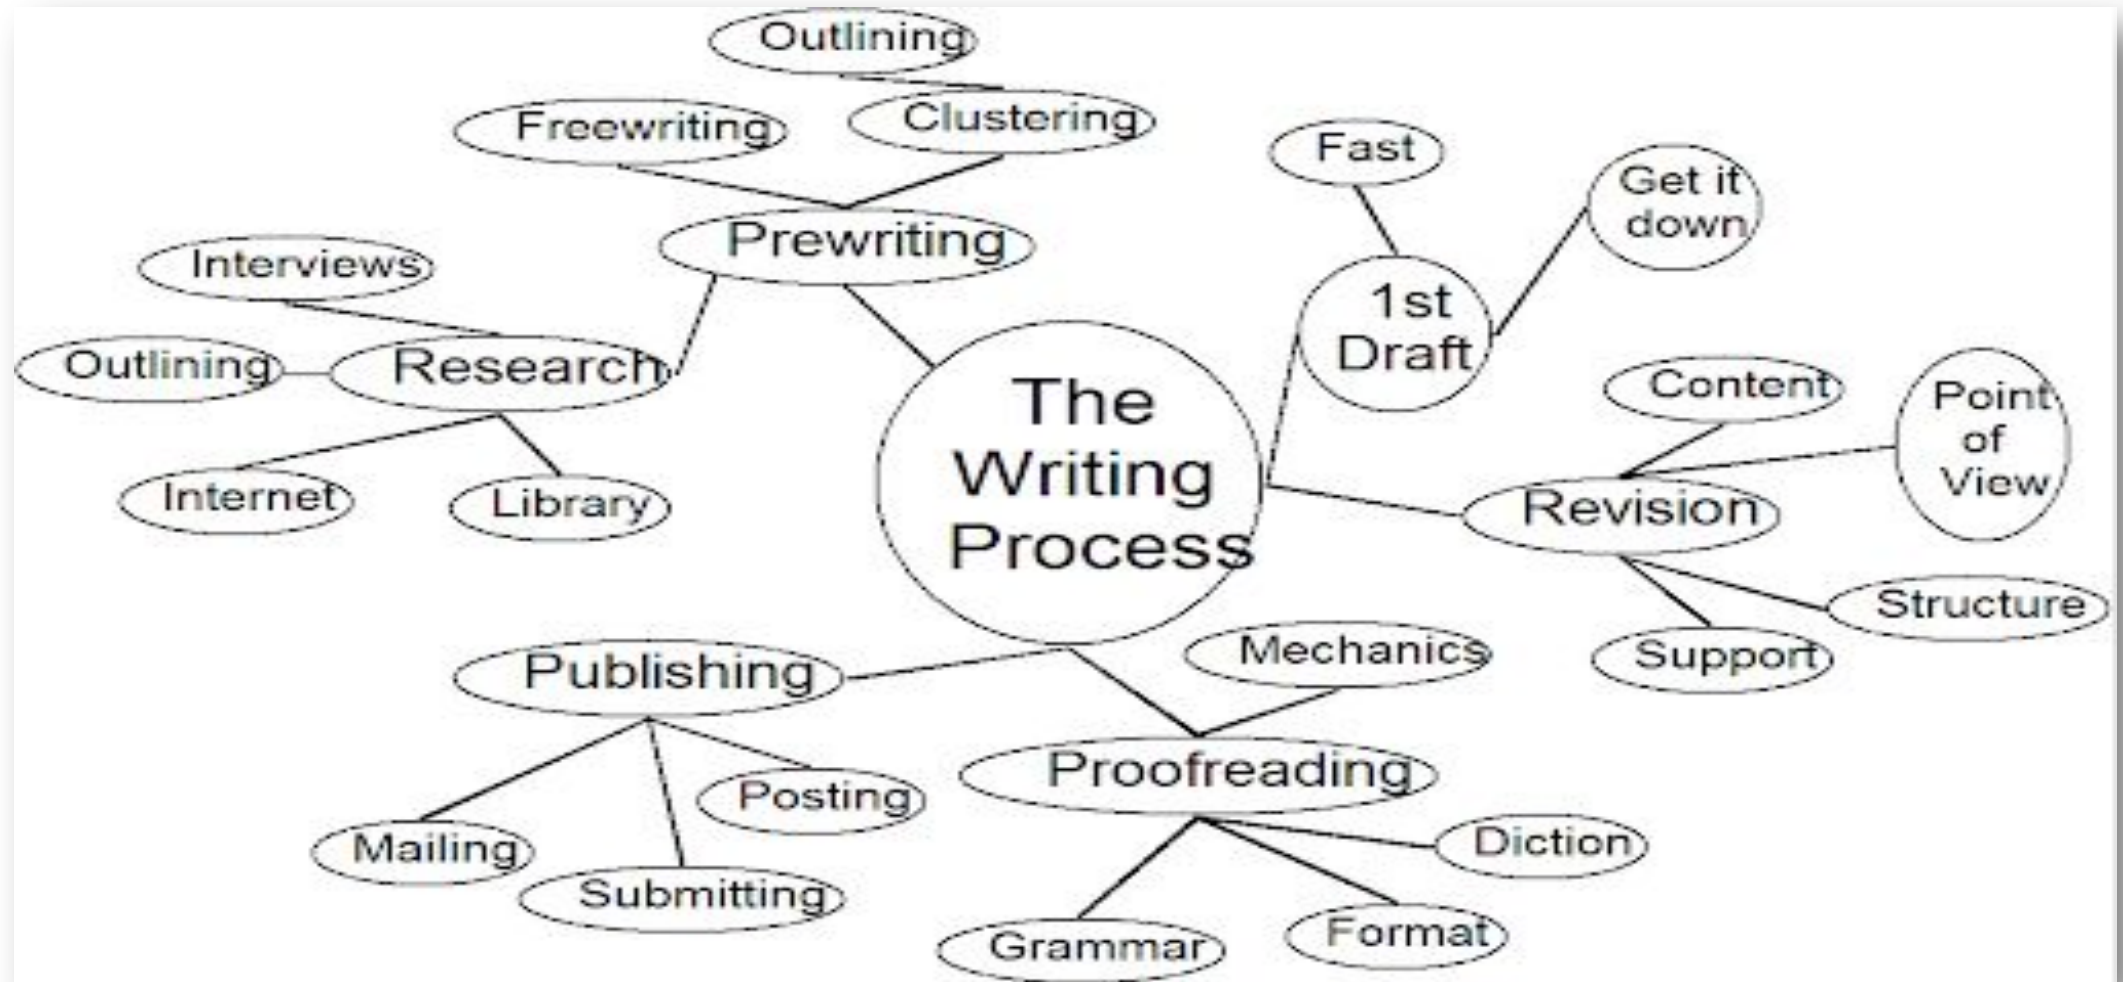 Outlining
Freewriting
Clustering
Fast
Get it
down
Prewriting
Interviews
1st
Draft
Outlining
Research
Content
Point
of
View
The
Writing
Process
Internet
Library
Revision
Structure
Support
Publishing
Mechanics
Proofreading
Posting
Mailing
Submitting
Diction
Grammar
Format